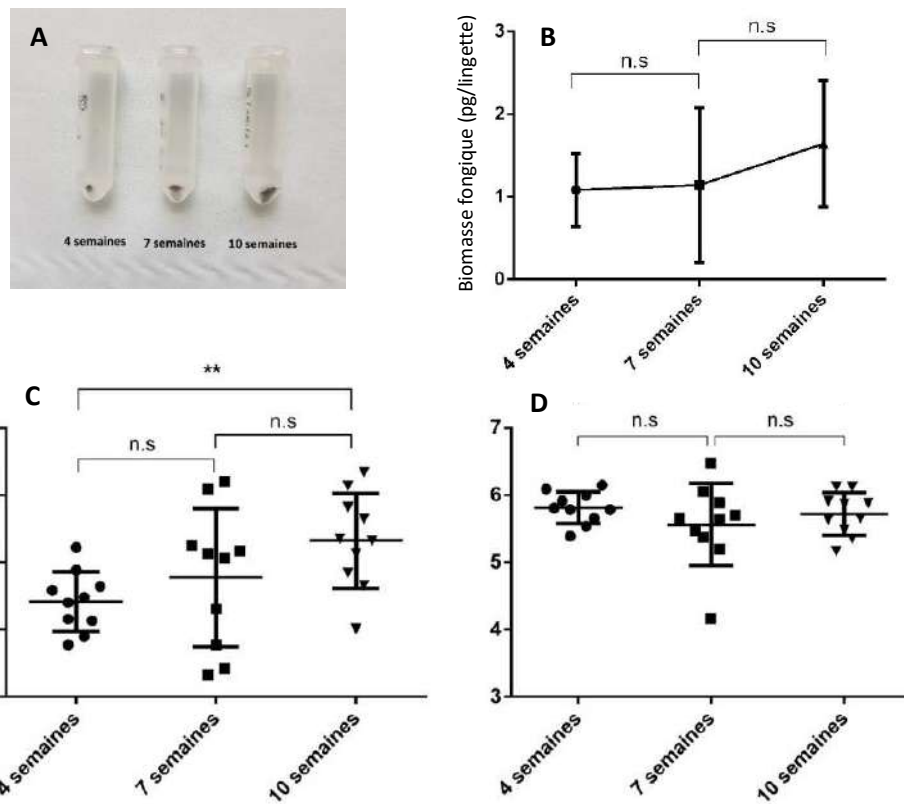 A
4 semaines 7 semaines 10 semaines
B
Biomasse fongique (pg/lingette)
3
2
1
0
n.s
n.s
4 semaines
7 semaines
10 semaines
C
**
n.s
n.s
4 semaines
7 semaines
10 semaines
D
7
6
5
4
3
n.s
n.s
4 semaines
7 semaines
10 semaines